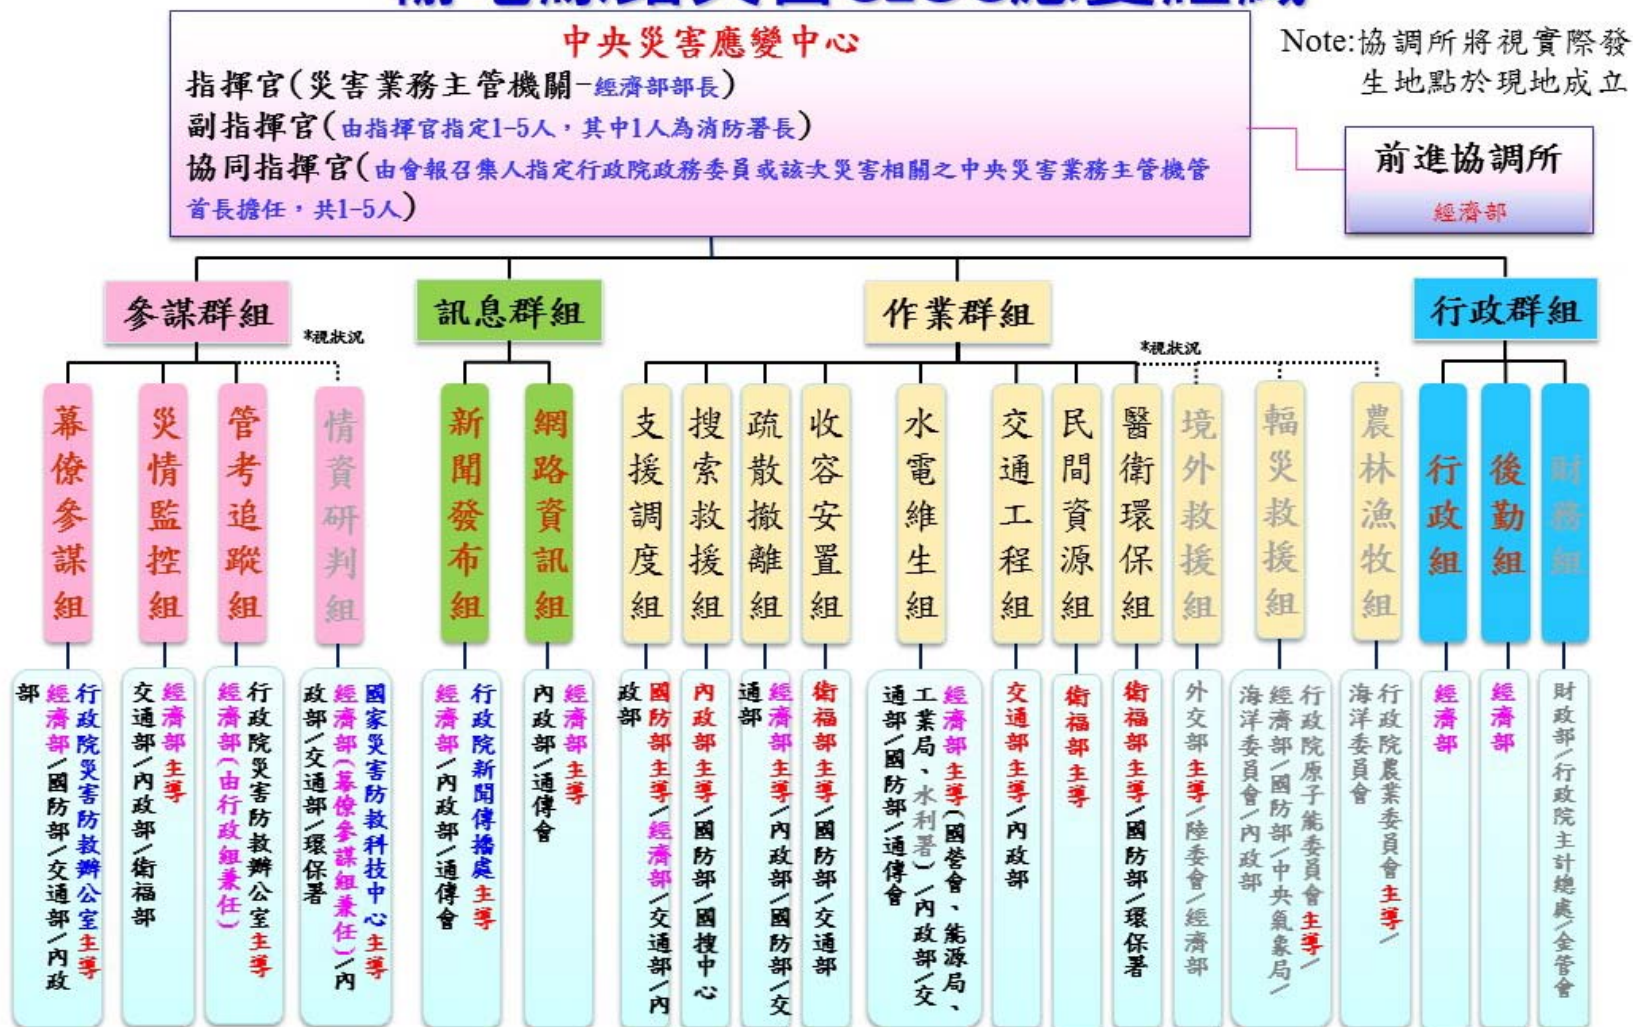 輸電線路災害CEOC應變組織
中央災害應變中心
指揮官(災害業務主管機關-經濟部部長)
副指揮官(由指揮官指定1-5人，其中1人為消防署長)
協同指揮官(由會報召集人指定行政院政務委員或該次災害相關之中央災害業務主管機管
首長擔任，共1-5人)
Note:協調所將視實際發
生地點於現地成立
前進協調所
經濟部
參謀群組
訊息群組
作業群組
行政群組
*視狀況
*視狀況
幕僚參謀組
災情監控組
管考追蹤組
情資研判組
新聞發布組
網路資訊組
支援調度組
搜索救援組
疏散撤離組
收容安置組
水電維生組
交通工程組
民間資源組
醫衛環保組
境外救援組
輻災救援組
農林漁牧組
行政組
後勤組
財務組
行政院災害防救辦公室主導
經濟部/國防部/交通部/內政
部
經濟部主導
交通部/內政部/衛福部
行政院災害防救辦公室主導
經濟部(由行政組兼任)
國家災害防救科技中心主導
經濟部(幕僚參謀組兼任)/內
政部/交通部/環保署
行政院新聞傳播處主導
經濟部/內政部/通傳會
經濟部主導
內政部/通傳會
國防部主導/經濟部/交通部/內
政部
內政部主導/國防部/國搜中心
經濟部主導/內政部/國防部/交
通部
衛福部主導/國防部/交通部
經濟部主導(國營會、能源局、
工業局、水利署)/內政部/交
通部/國防部/通傳會
交通部主導/內政部
衛福部主導
衛福部主導/國防部/環保署
外交部主導/陸委會/經濟部
行政院原子能委員會主導/
經濟部/國防部/中央氣象局/
海洋委員會/內政部
行政院農業委員會主導/
海洋委員會
經濟部
經濟部
財政部/行政院主計總處/金管會